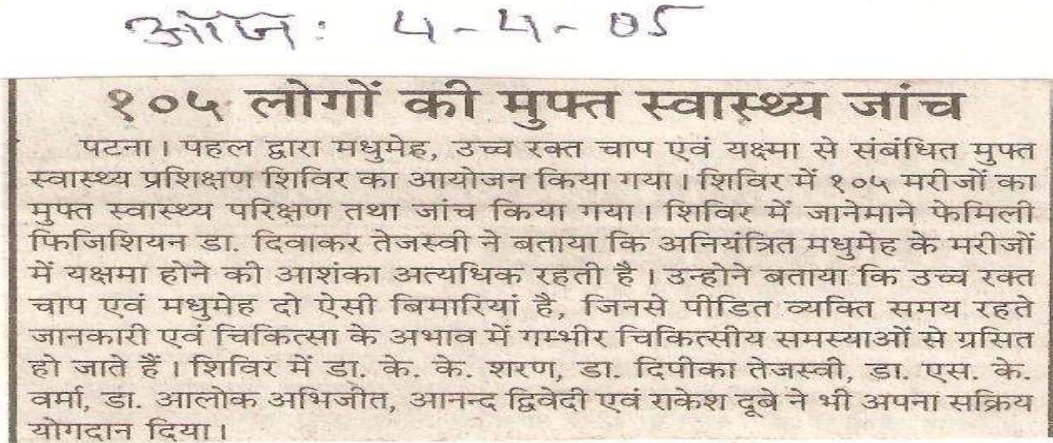 ऑज: 4-4-05
१०५ लोगों की मुफ्त स्वास्थ्य जांच
पटना। पहल द्वारा मधुमेह, उच्च रक्त चाप एवं यक्ष्मा से संबंधित मुफ्त
स्वास्थ्य प्रशिक्षण शिविर का आयोजन किया गया। शिविर में १०५ मरीजों का
मुफ्त स्वास्थ्य परिक्षण तथा जांच किया गया। शिविर में जानेमाने फेमिली
फिजिशियन डा. दिवाकर तेजस्वी ने बताया कि अनियंत्रित मधुमेह के मरीजों
में यक्षमा होने की आशंका अत्यधिक रहती है। उन्होने बताया कि उच्च रक्त
चाप एवं मधुमेह दो ऐसी बिमारियां है, जिनसे पीडित व्यक्ति समय रहते
जानकारी एवं चिकित्सा के अभाव में गम्भीर चिकित्सीय समस्याओं से ग्रसित
हो जाते हैं। शिविर में डा. के. के. शरण, डा. दिपीका तेजस्वी, डा. एस. के.
वर्मा, डा. आलोक अभिजीत, आनन्द द्विवेदी एवं राकेश दूबे ने भी अपना सक्रिय
योगदान दिया।